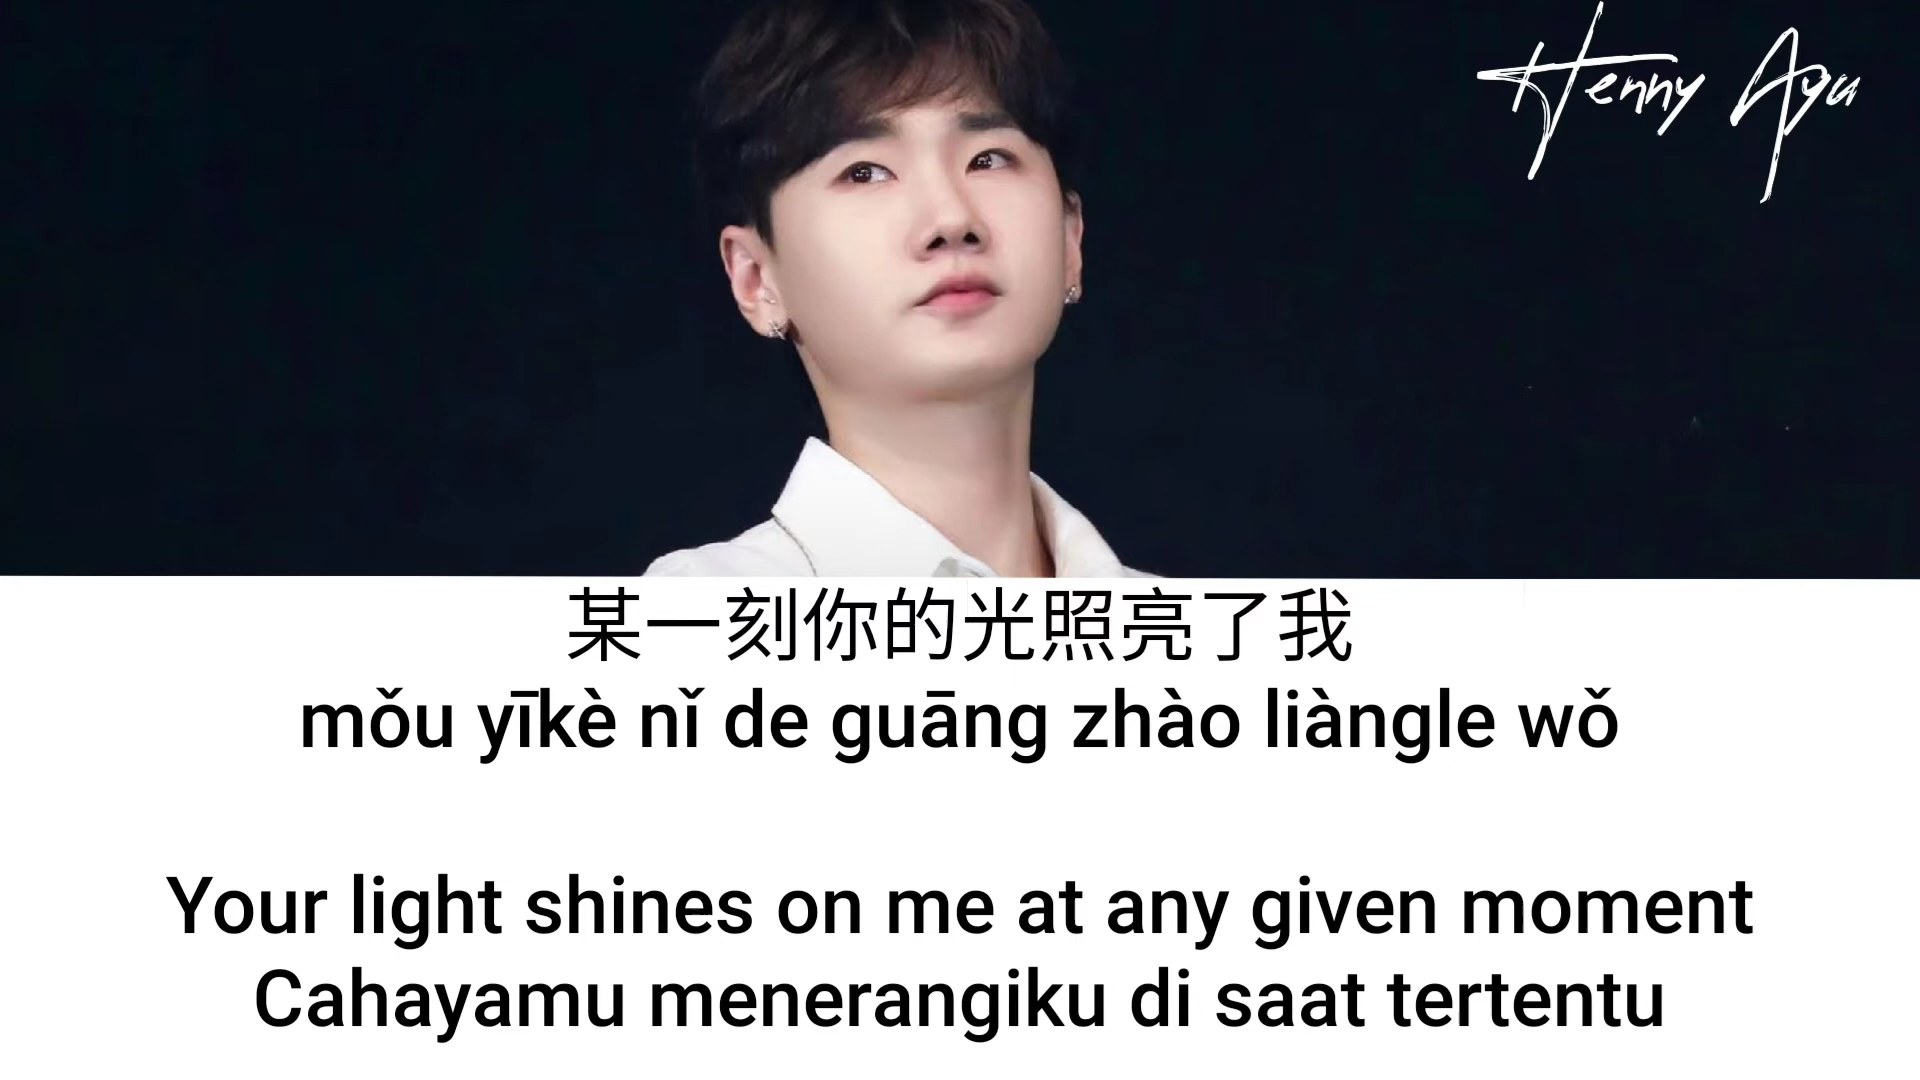 Henny Ayu
某一刻你的光照亮了我
mǒu yīkè nǐ de guāng zhào liàngle wǒ
Your light shines on me at any given moment
Cahayamu menerangiku di saat tertentu